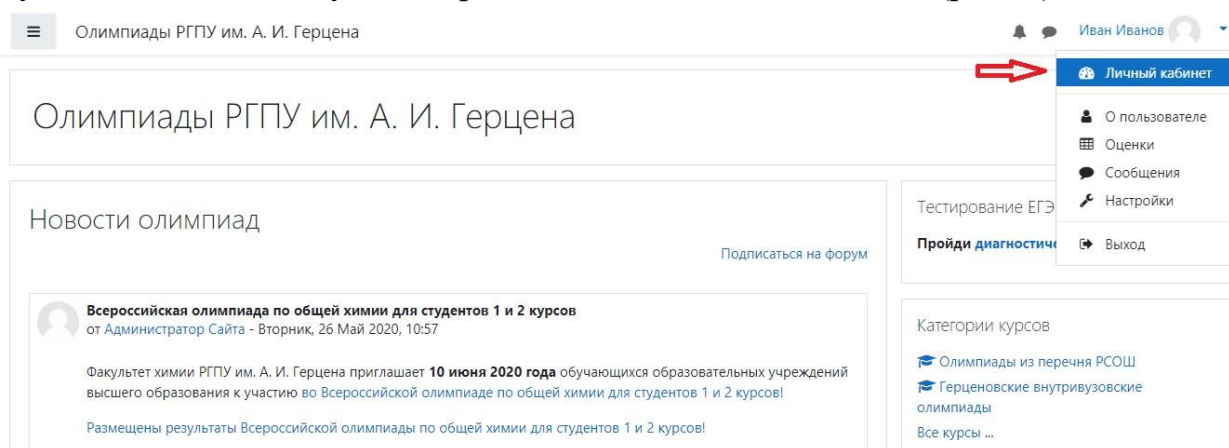 Олимпиады РГПУ им. А. И. Герцена
Иван Иванов
Личный кабинет
О пользователе
Оценки
Сообщения
Настройки
Выход
Олимпиады РГПУ им. А. И. Герцена
Новости олимпиад
Подписаться на форум
Всероссийская олимпиада по общей химии для студентов 1 и 2 курсов
от Администратор Сайта - Вторник, 26 Май 2020, 10:57
Факультет химии РГПУ им. А. И. Герцена приглашает 10 июня 2020 года обучающихся образовательных учреждений
высшего образования к участию во Всероссийской олимпиаде по общей химии для студентов 1 и 2 курсов!
Размещены результаты Всероссийской олимпиады по общей химии для студентов 1 и 2 курсов!
Тестирование ЕГЭ
Пройди
Категории курсов
Олимпиады из перечня РСОШ
Герценовские внутривузовские
олимпиады
Все курсы ...